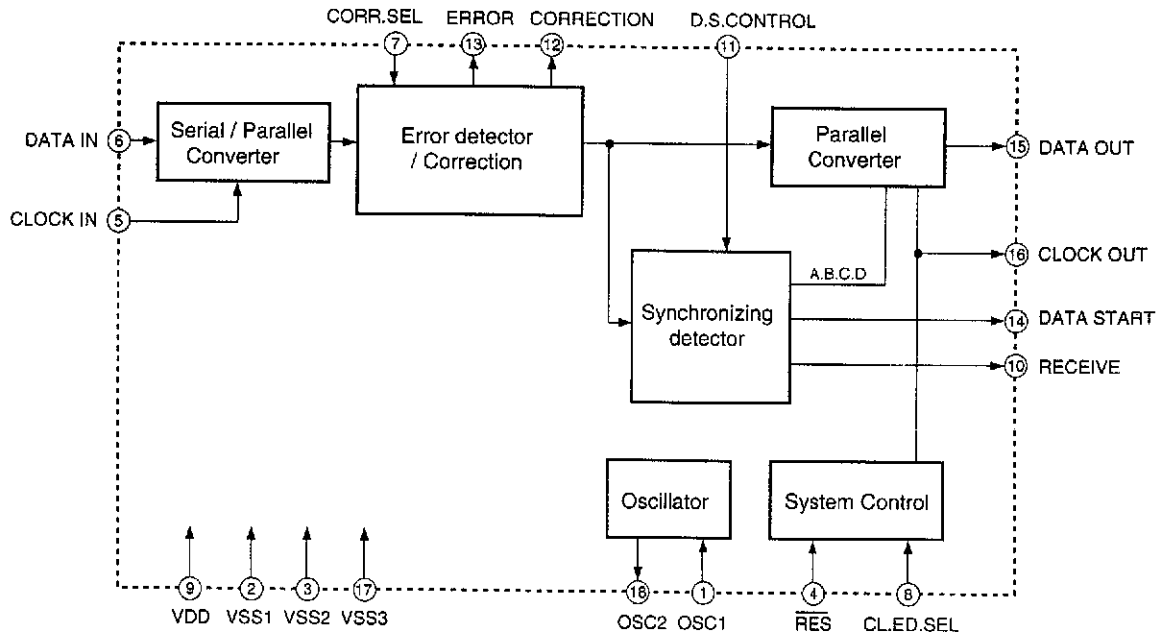 CORR.SEL ERROR CORRECTION D.S.CONTROL
7 13 12 11
DATA IN 6
Serial / Parallel
Converter
Error detector
/ Correction
Parallel
Converter
15 DATA OUT
CLOCK IN 5
16 CLOCK OUT
A.B.C.D
Synchronizing
detector
14 DATA START
10 RECEIVE
Oscillator
System Control
9 2 3 17 18 1 4 8
VDD VSS1 VSS2 VSS3 OSC2 OSC1 RES CL.ED.SEL